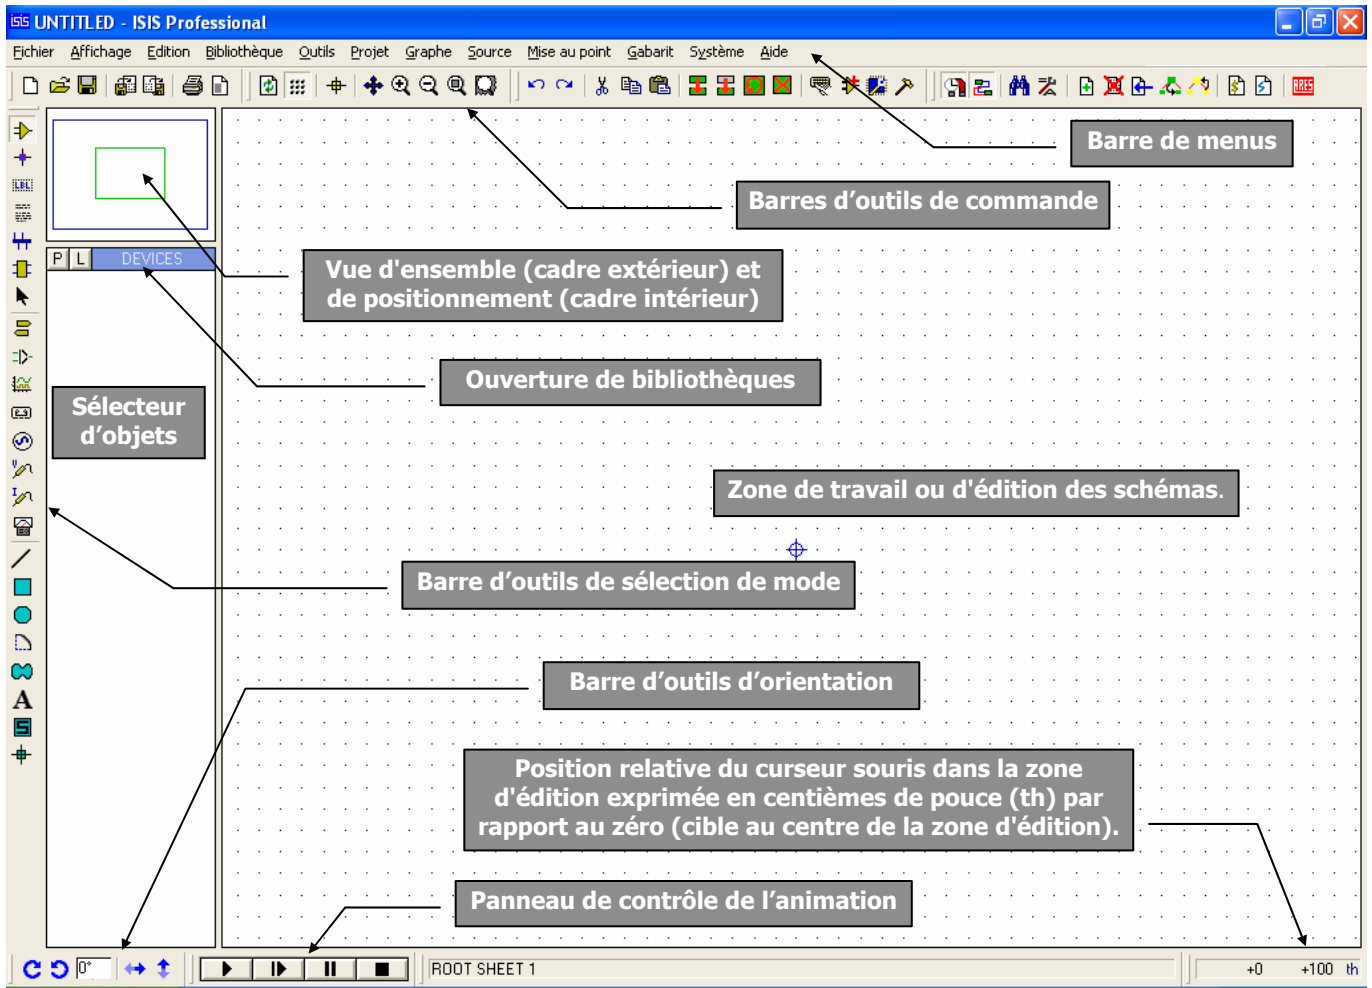 isis UNTITLED - ISIS Professional
Fichier Affichage Edition Bibliothèque Outils Projet Graphe Source Mise au point Gabarit Système Aide
Barre de menus
LBL
Barres d’outils de commande
P L DEVICES
Vue d'ensemble (cadre extérieur) et
de positionnement (cadre intérieur)
Ouverture de bibliothèques
Sélecteur
d’objets
Zone de travail ou d'édition des schémas.
Barre d’outils de sélection de mode
Barre d’outils d’orientation
A
S
Position relative du curseur souris dans la zone
d'édition exprimée en centièmes de pouce (th) par
rapport au zéro (cible au centre de la zone d'édition).
Panneau de contrôle de l’animation
0° ROOT SHEET 1 +0 +100 th